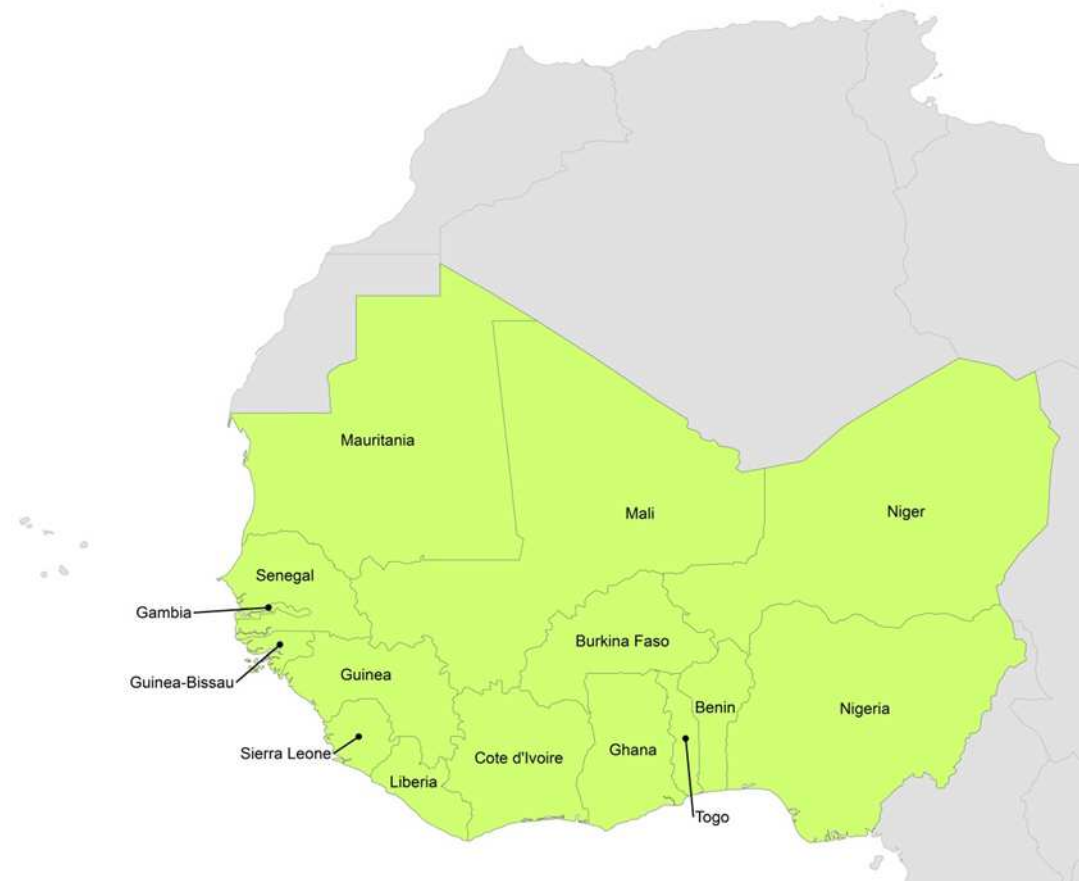 Mauritania
Mali
Niger
Senegal
Gambia
Burkina Faso
Guinea
Guinea-Bissau
Benin
Nigeria
Sierra Leone
Cote d'Ivoire
Ghana
Liberia
Togo